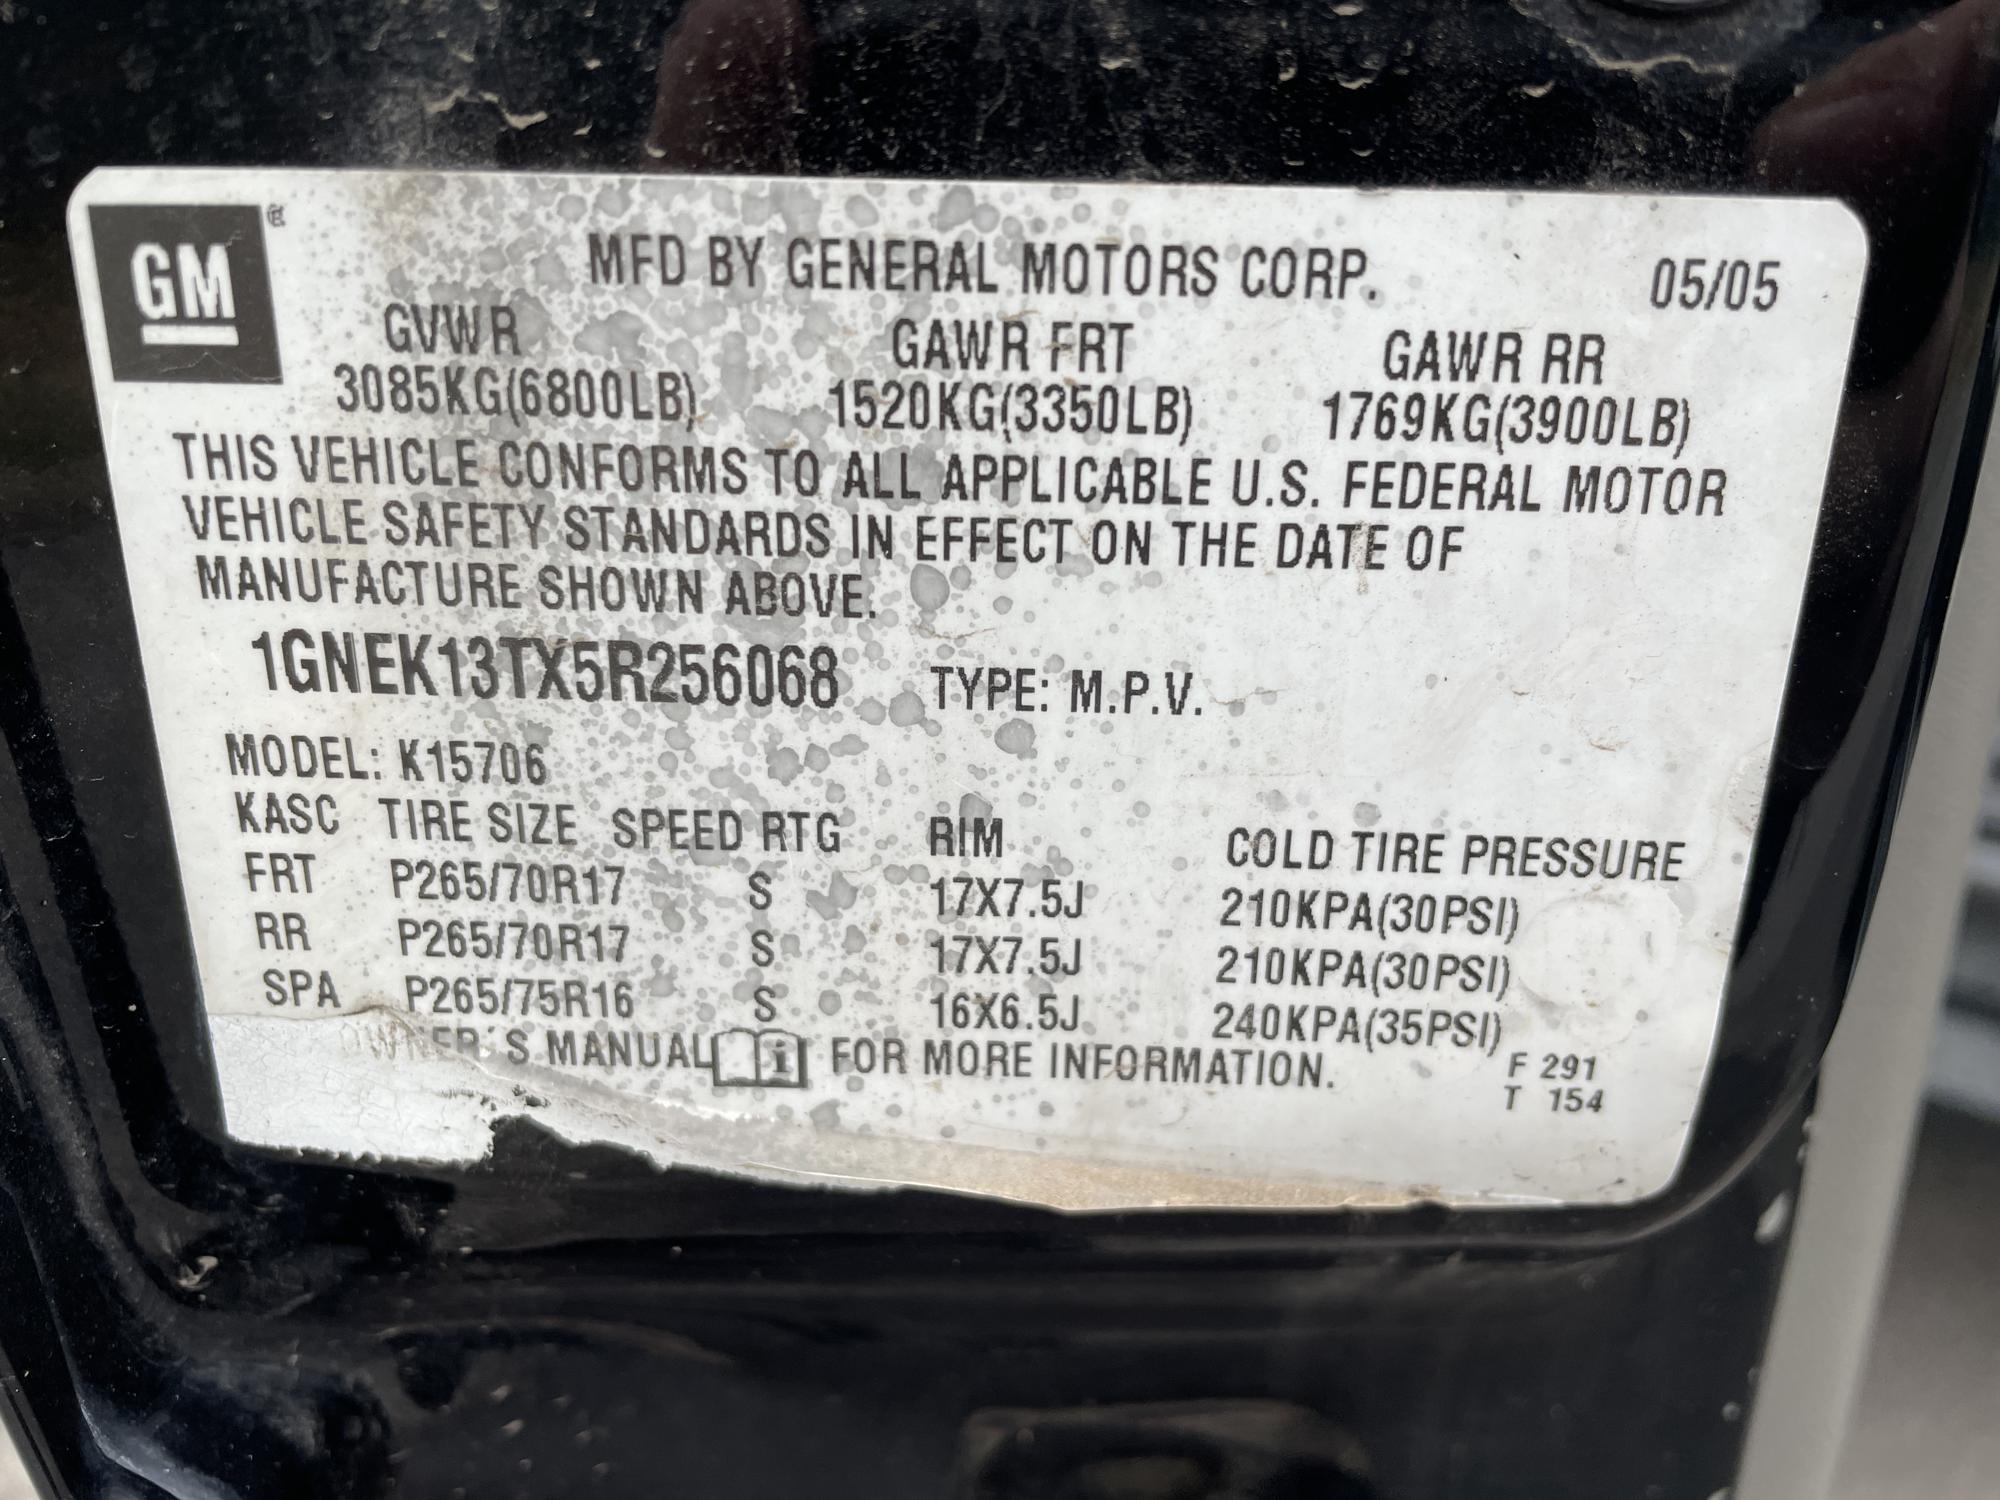 GM
MFD BY GENERAL MOTORS CORP. 05/05
GVWR GAWR FRT GAWR RR
3085KG(6800LB) 1520KG(3350LB) 1769KG(3900LB)
THIS VEHICLE CONFORMS TO ALL APPLICABLE U.S. FEDERAL MOTOR
VEHICLE SAFETY STANDARDS IN EFFECT ON THE DATE OF
MANUFACTURE SHOWN ABOVE.
1GNEK13TX5R256068 TYPE: M.P.V.
MODEL: K15706
KASC TIRE SIZE SPEED RTG RIM COLD TIRE PRESSURE
FRT P265/70R17 S 17X7.5J 210KPA(30PSI)
RR P265/70R17 S 17X7.5J 210KPA(30PSI)
SPA P265/75R16 S 16X6.5J 240KPA(35PSI)
OWNER'S MANUAL i FOR MORE INFORMATION.
F 291
T 154